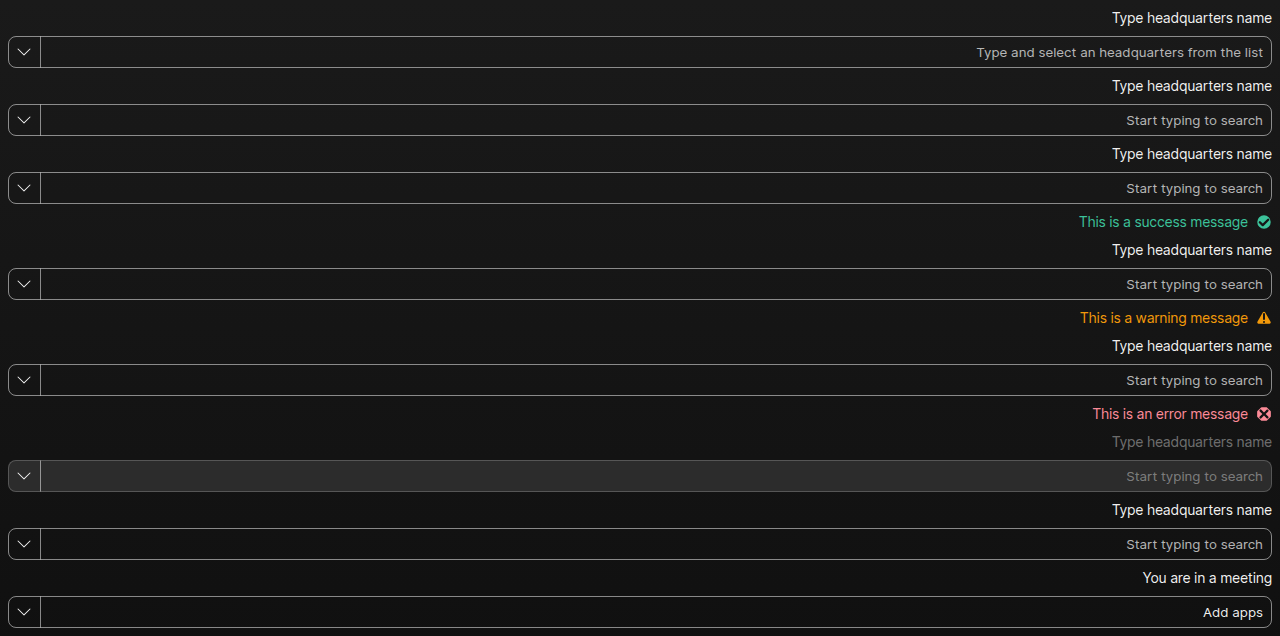 Type headquarters name
Type and select an headquarters from the list
Type headquarters name
Start typing to search
Type headquarters name
Start typing to search
This is a success message
Type headquarters name
Start typing to search
This is a warning message
Type headquarters name
Start typing to search
This is an error message
Type headquarters name
Start typing to search
Type headquarters name
Start typing to search
You are in a meeting
Add apps